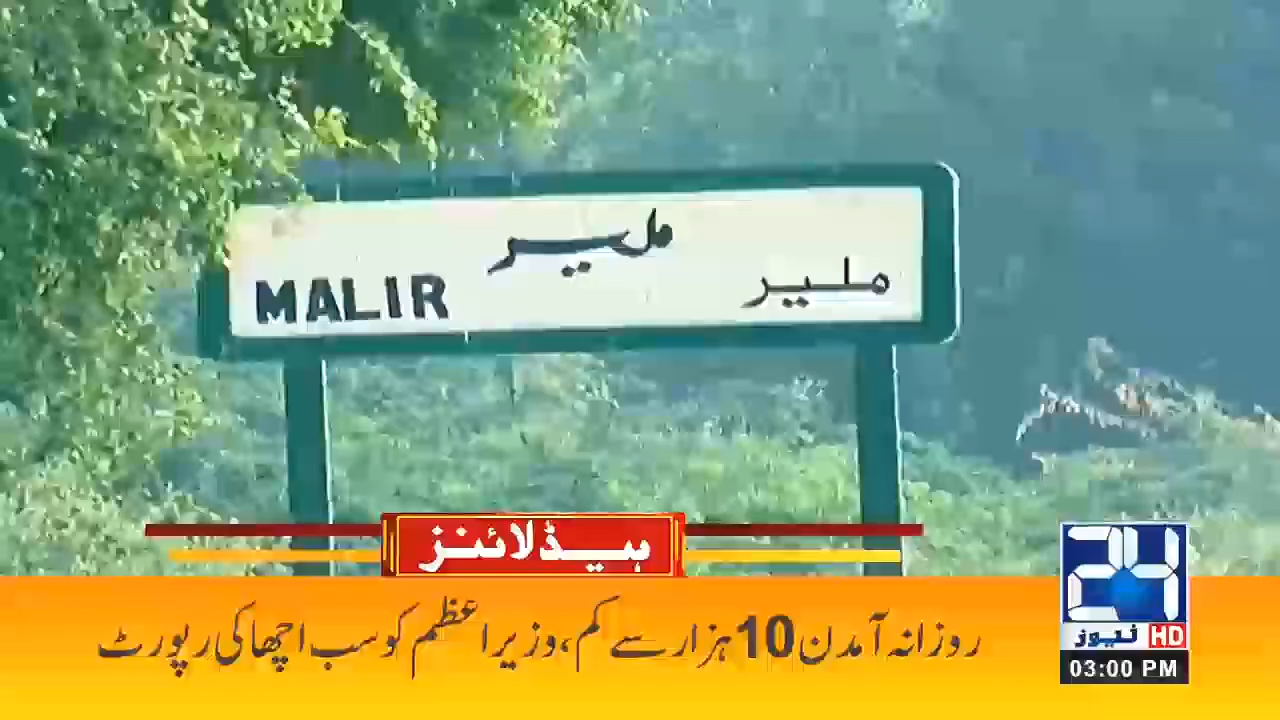 ملیر
MALIR
ملير
ہیڈلائنز
روزانہ آمدن 10 ہزار سے کم، وزیراعظم کو سب اچھا کی رپورٹ
24
نیوز HD
03:00 PM